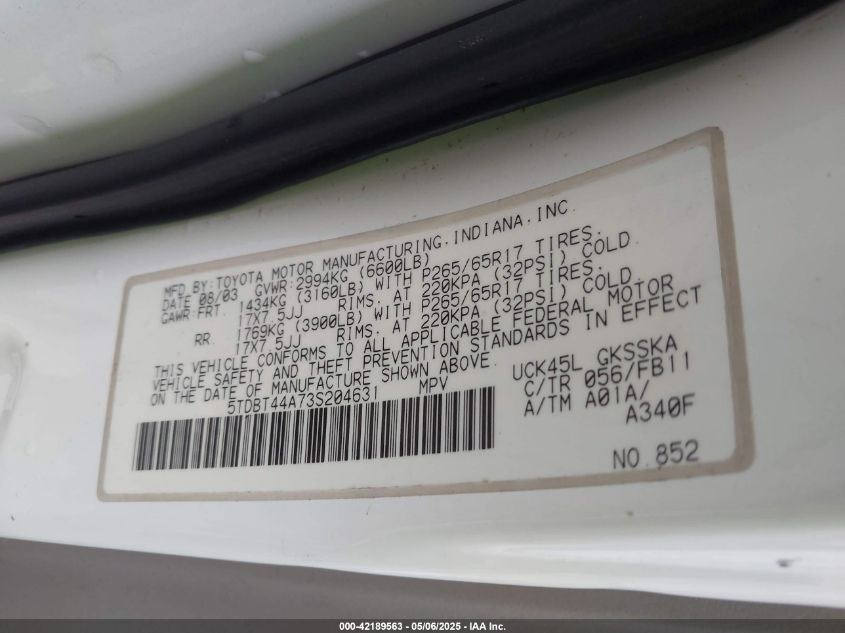 MFD. BY: TOYOTA MOTOR MANUFACTURING, INDIANA, INC.
DATE 08/03 GVWR: 2994KG (6600LB)
GAWR: FRT. 1434KG (3160LB) WITH P265/65R17 TIRES.
17X7.5JJ RIMS. AT 220KPA (32PSI) COLD.
RR. 1769KG (3900LB) WITH P265/65R17 TIRES.
17X7.5JJ RIMS. AT 220KPA (32PSI) COLD.
THIS VEHICLE CONFORMS TO ALL APPLICABLE FEDERAL MOTOR
VEHICLE SAFETY AND THEFT PREVENTION STANDARDS IN EFFECT
ON THE DATE OF MANUFACTURE SHOWN ABOVE.
5TDBT44A73S204631 MPV
UCK45L GKSSKA
C/TR 056/FB11
A/TM A01A/
A340F
NO. 852
000-42189563 - 05/06/2025 - IAA Inc.